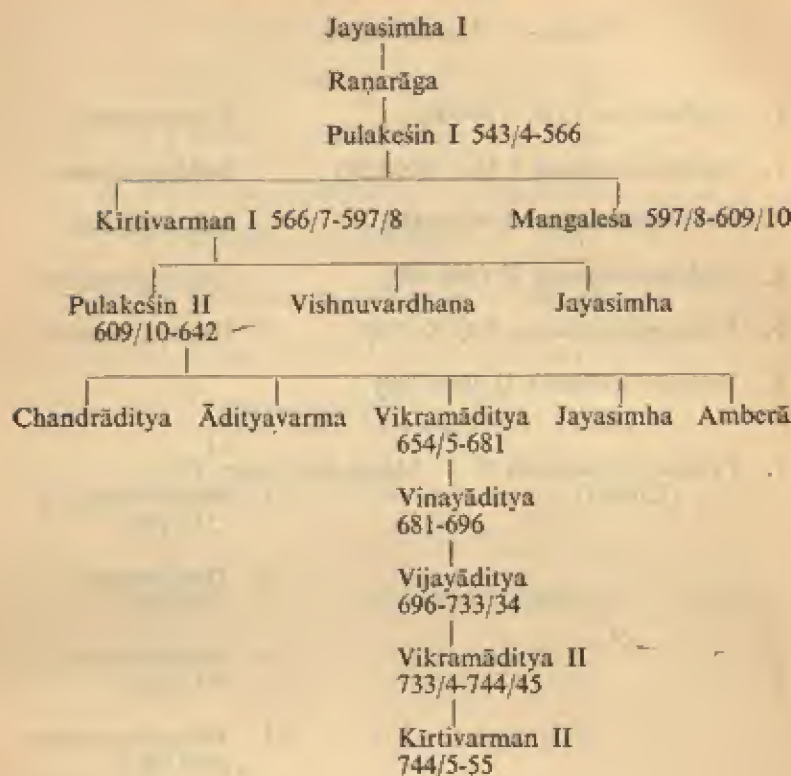 Jayasimha I
Raṇarāga
Pulakeśin I 543/4-566
Kīrtivarman I 566/7-597/8 Mangaleśa 597/8-609/10
Pulakeśin II Vishnuvardhana Jayasimha
609/10-642
Chandrāditya Ādityavarma Vikramāditya Jayasimha Amberā
654/5-681
Vinayāditya
681-696
Vijayāditya
696-733/34
Vikramāditya II
733/4-744/45
Kīrtivarman II
744/5-55